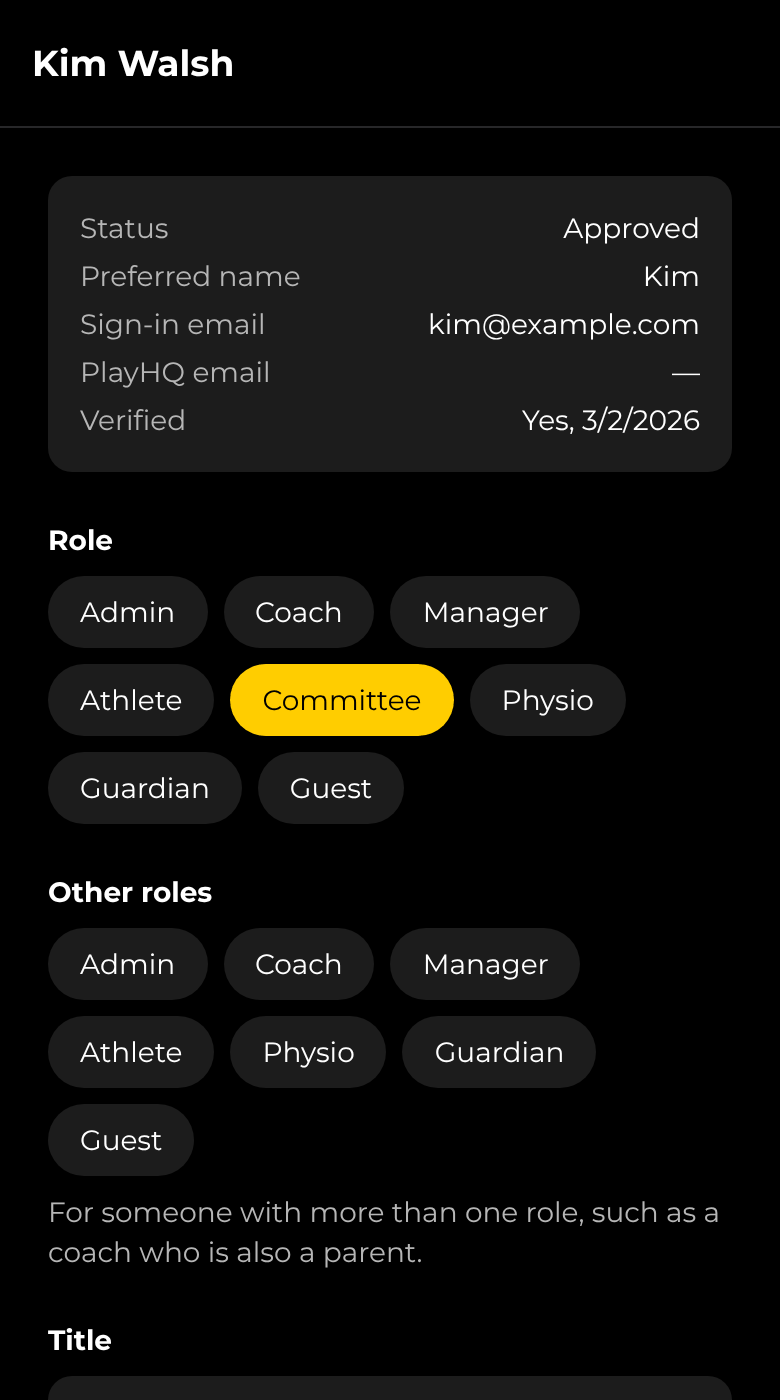 Kim Walsh
Status Approved
Preferred name Kim
Sign-in email kim@example.com
PlayHQ email —
Verified Yes, 3/2/2026
Role
Admin Coach Manager
Athlete Committee Physio
Guardian Guest
Other roles
Admin Coach Manager
Athlete Physio Guardian
Guest
For someone with more than one role, such as a
coach who is also a parent.
Title